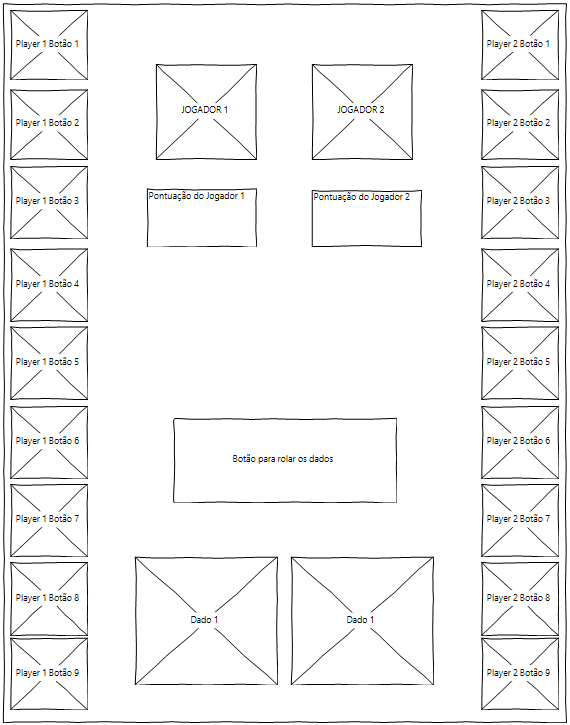 Player 1 Botão 1
Player 2 Botão 1
JOGADOR 1
JOGADOR 2
Player 1 Botão 2
Player 2 Botão 2
Pontuação do Jogador 1
Pontuação do Jogador 2
Player 1 Botão 3
Player 2 Botão 3
Player 1 Botão 4
Player 2 Botão 4
Player 1 Botão 5
Player 2 Botão 5
Player 1 Botão 6
Player 2 Botão 6
Botão para rolar os dados
Player 1 Botão 7
Player 2 Botão 7
Player 1 Botão 8
Player 2 Botão 8
Dado 1
Dado 1
Player 1 Botão 9
Player 2 Botão 9